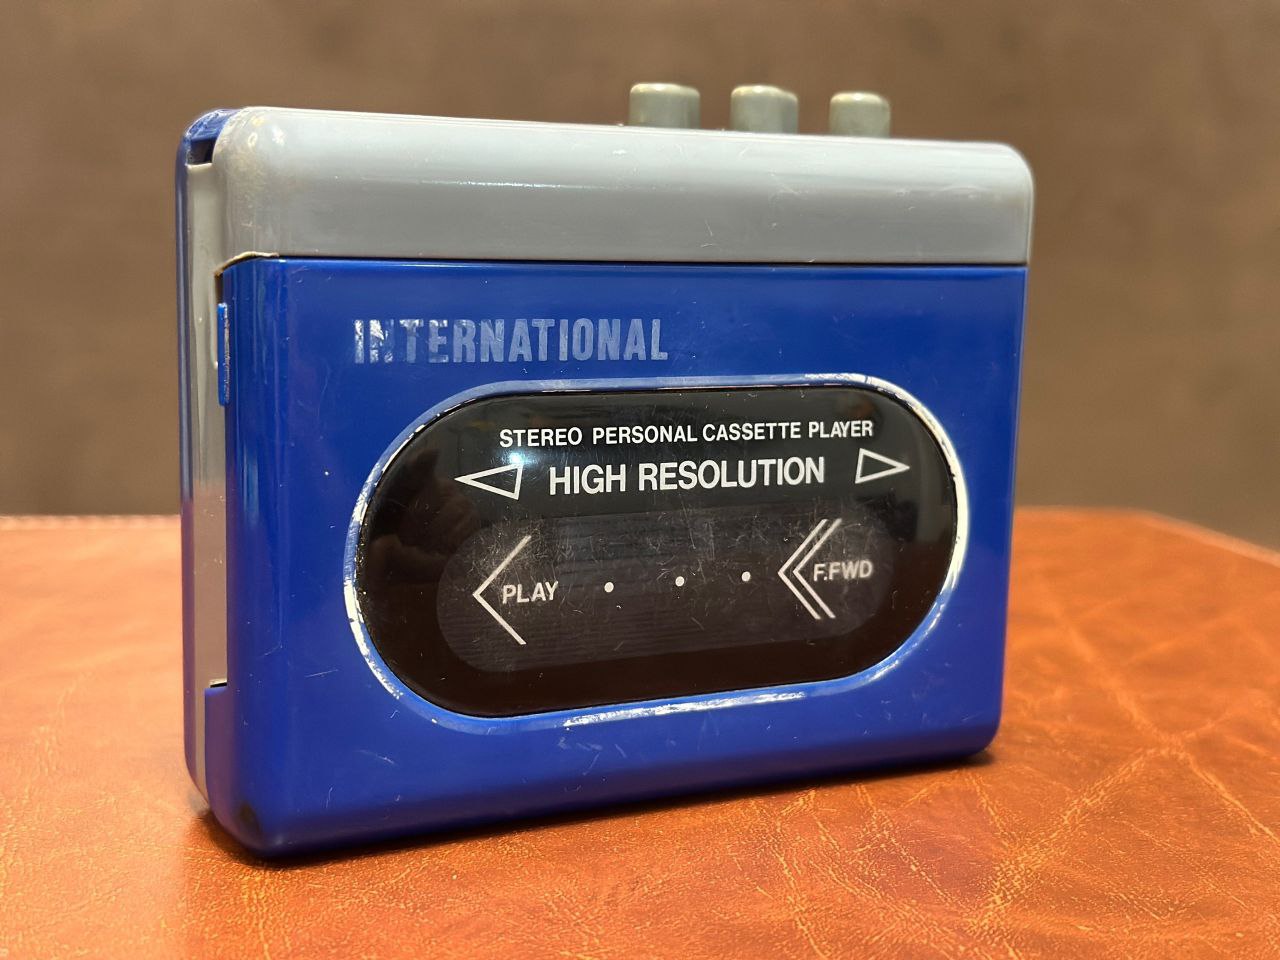 INTERNATIONAL
STEREO PERSONAL CASSETTE PLAYER
HIGH RESOLUTION
PLAY
F.FWD